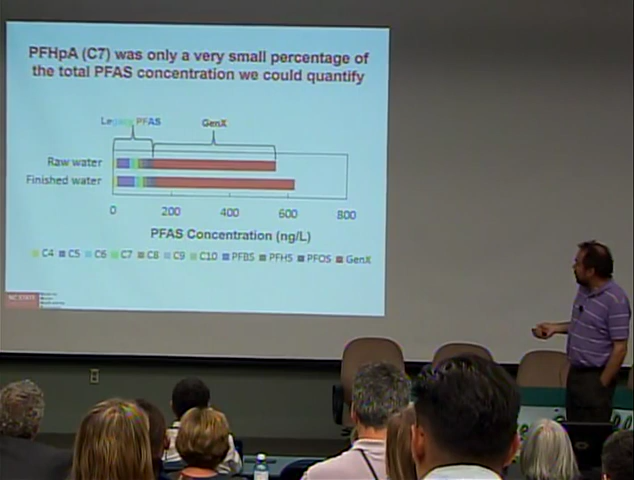 PFHpA (C7) was only a very small percentage of
the total PFAS concentration we could quantify
Legacy PFAS
GenX
Raw water
Finished water
0 200 400 600 800
PFAS Concentration (ng/L)
C4 C5 C6 C7 C8 C9 C10 PFBS PFHS PFOS GenX
NC STATE